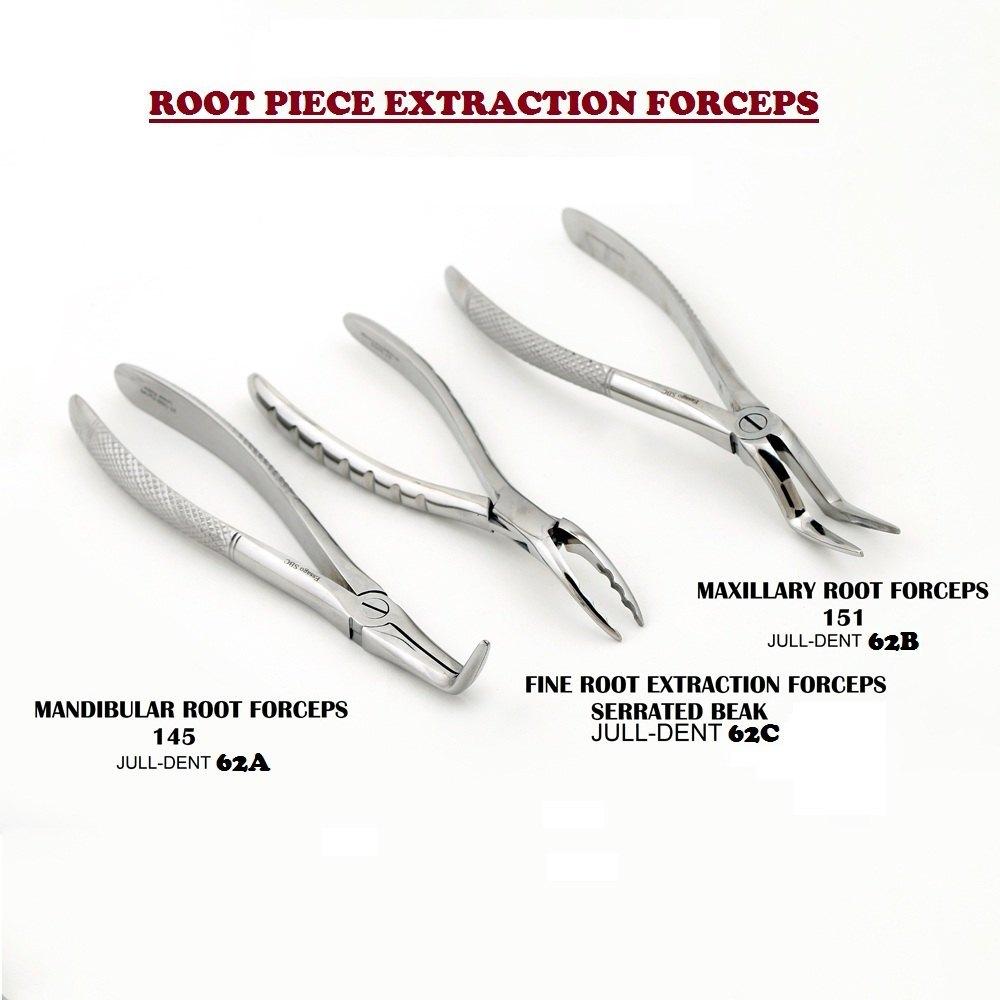 ROOT PIECE EXTRACTION FORCEPS
MAXILLARY ROOT FORCEPS
151
JULL-DENT 62B
FINE ROOT EXTRACTION FORCEPS
SERRATED BEAK
JULL-DENT 62C
MANDIBULAR ROOT FORCEPS
145
JULL-DENT 62A